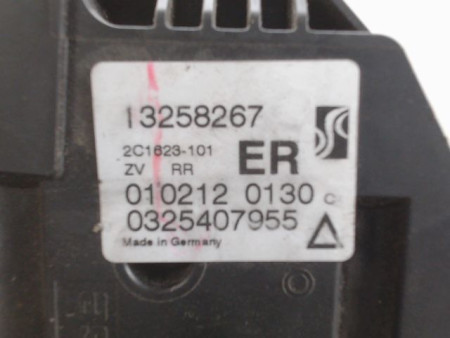 13258267
2C1623-101
ER
ZV RR
010212 0130 C
0325407955
Made in Germany